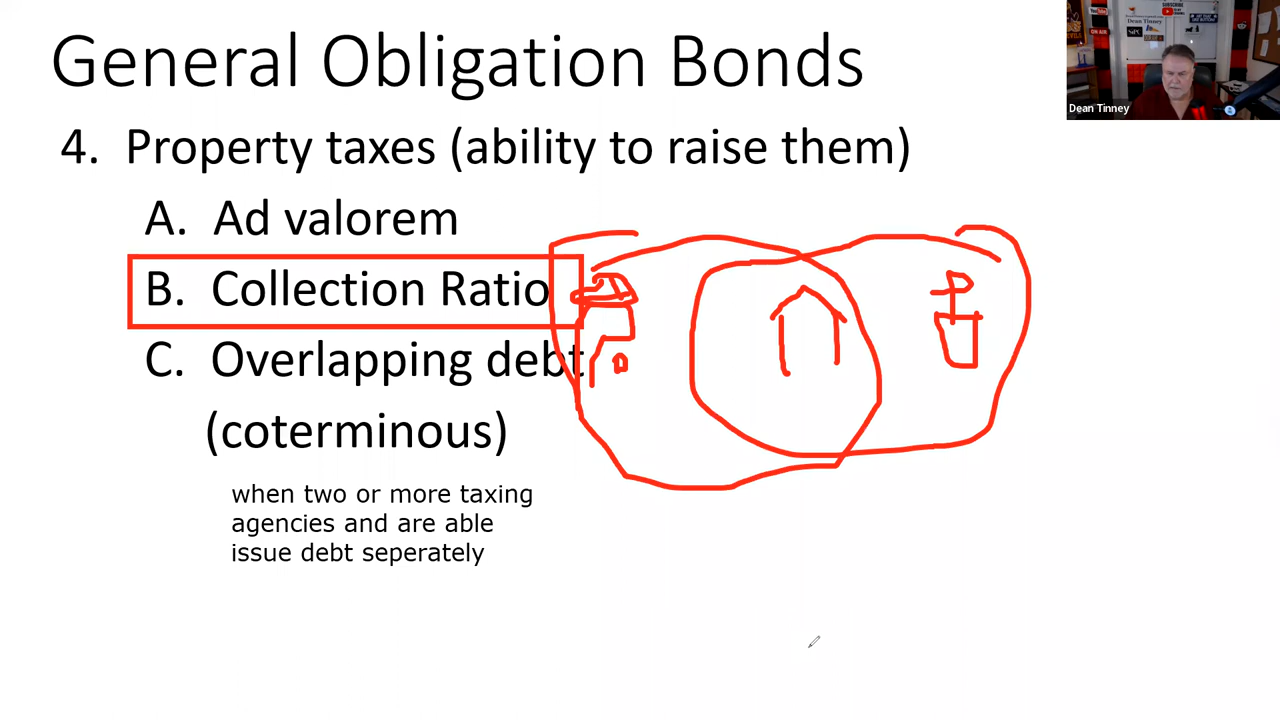 General Obligation Bonds
4. Property taxes (ability to raise them)
A. Ad valorem
B. Collection Ratio
C. Overlapping debt
(coterminous)
when two or more taxing
agencies and are able
issue debt seperately
Dean Tinney